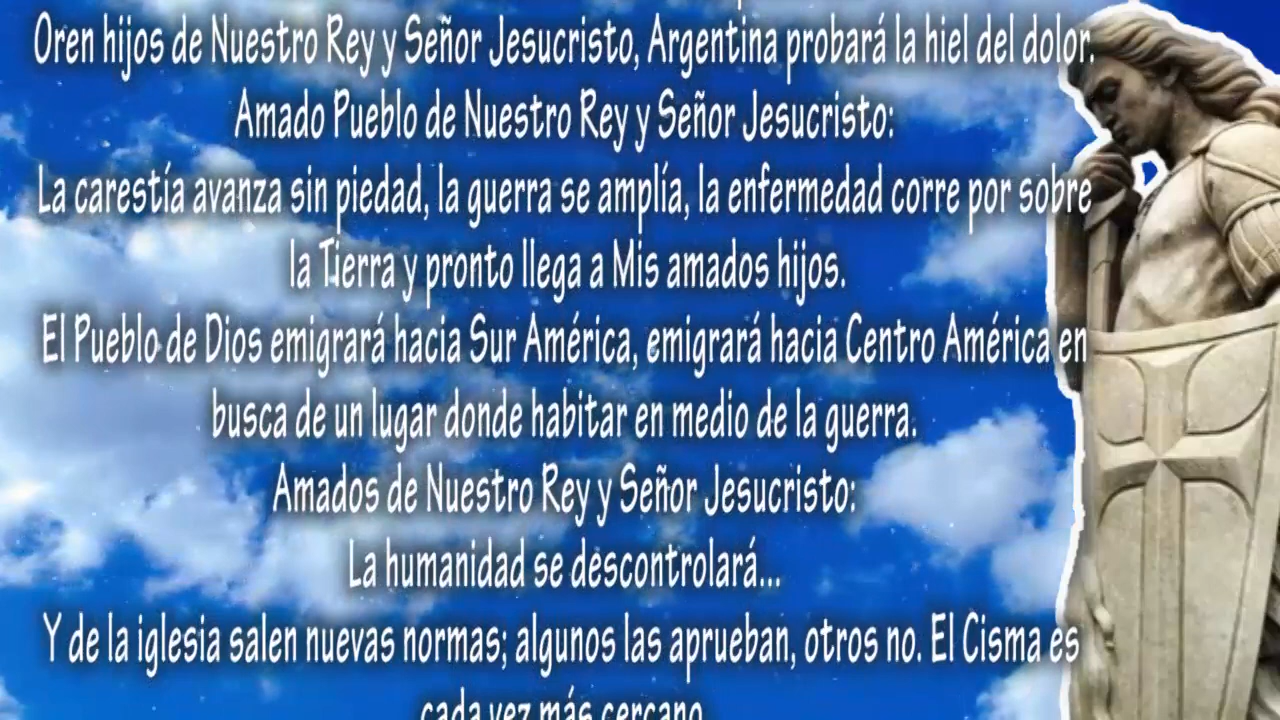 Oren hijos de Nuestro Rey y Señor Jesucristo, Argentina probará la hiel del dolor.
Amado Pueblo de Nuestro Rey y Señor Jesucristo:
La carestía avanza sin piedad, la guerra se amplía, la enfermedad corre por sobre
la Tierra y pronto llega a Mis amados hijos.
El Pueblo de Dios emigrará hacia Sur América, emigrará hacia Centro América en
busca de un lugar donde habitar en medio de la guerra.
Amados de Nuestro Rey y Señor Jesucristo:
La humanidad se descontrolará...
Y de la iglesia salen nuevas normas; algunos las aprueban, otros no. El Cisma es
cada vez más cercano